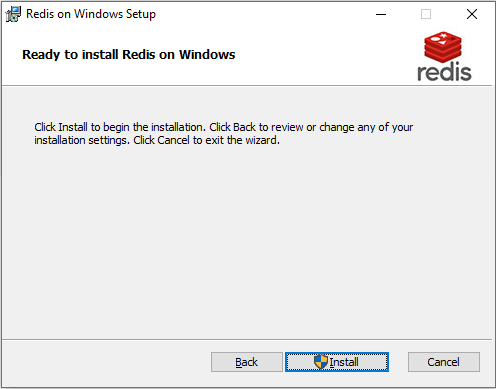 Redis on Windows Setup
Ready to install Redis on Windows
redis
Click Install to begin the installation. Click Back to review or change any of your
installation settings. Click Cancel to exit the wizard.
Back
Install
Cancel